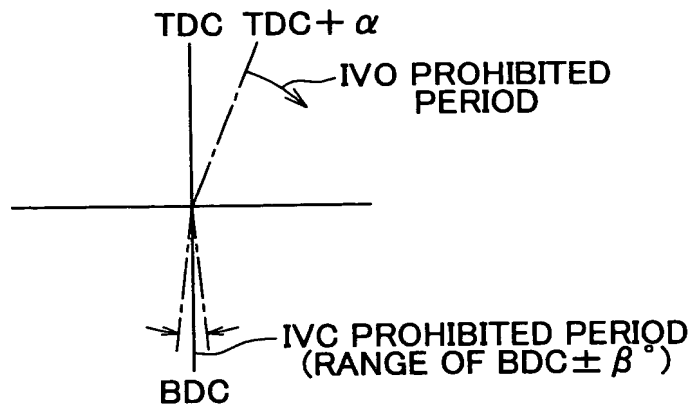 TDC TDC+α
IVO PROHIBITED
PERIOD
IVC PROHIBITED PERIOD
(RANGE OF BDC±β°)
BDC